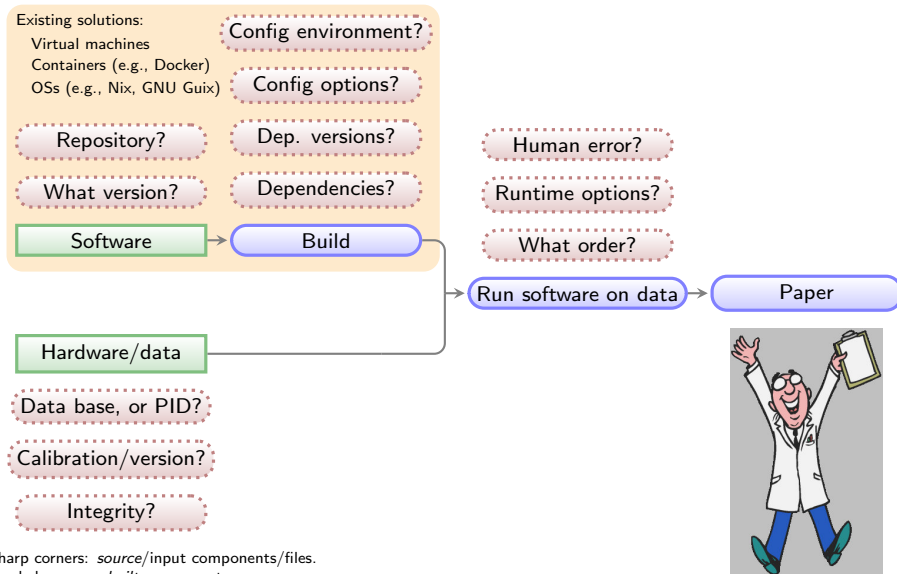 Existing solutions:
Virtual machines
Containers (e.g., Docker)
OSs (e.g., Nix, GNU Guix)
Config environment?
Config options?
Repository?
Dep. versions?
What version?
Dependencies?
Software
Build
Human error?
Runtime options?
What order?
Run software on data
Paper
Hardware/data
Data base, or PID?
Calibration/version?
Integrity?
harp corners: source/input components/files.